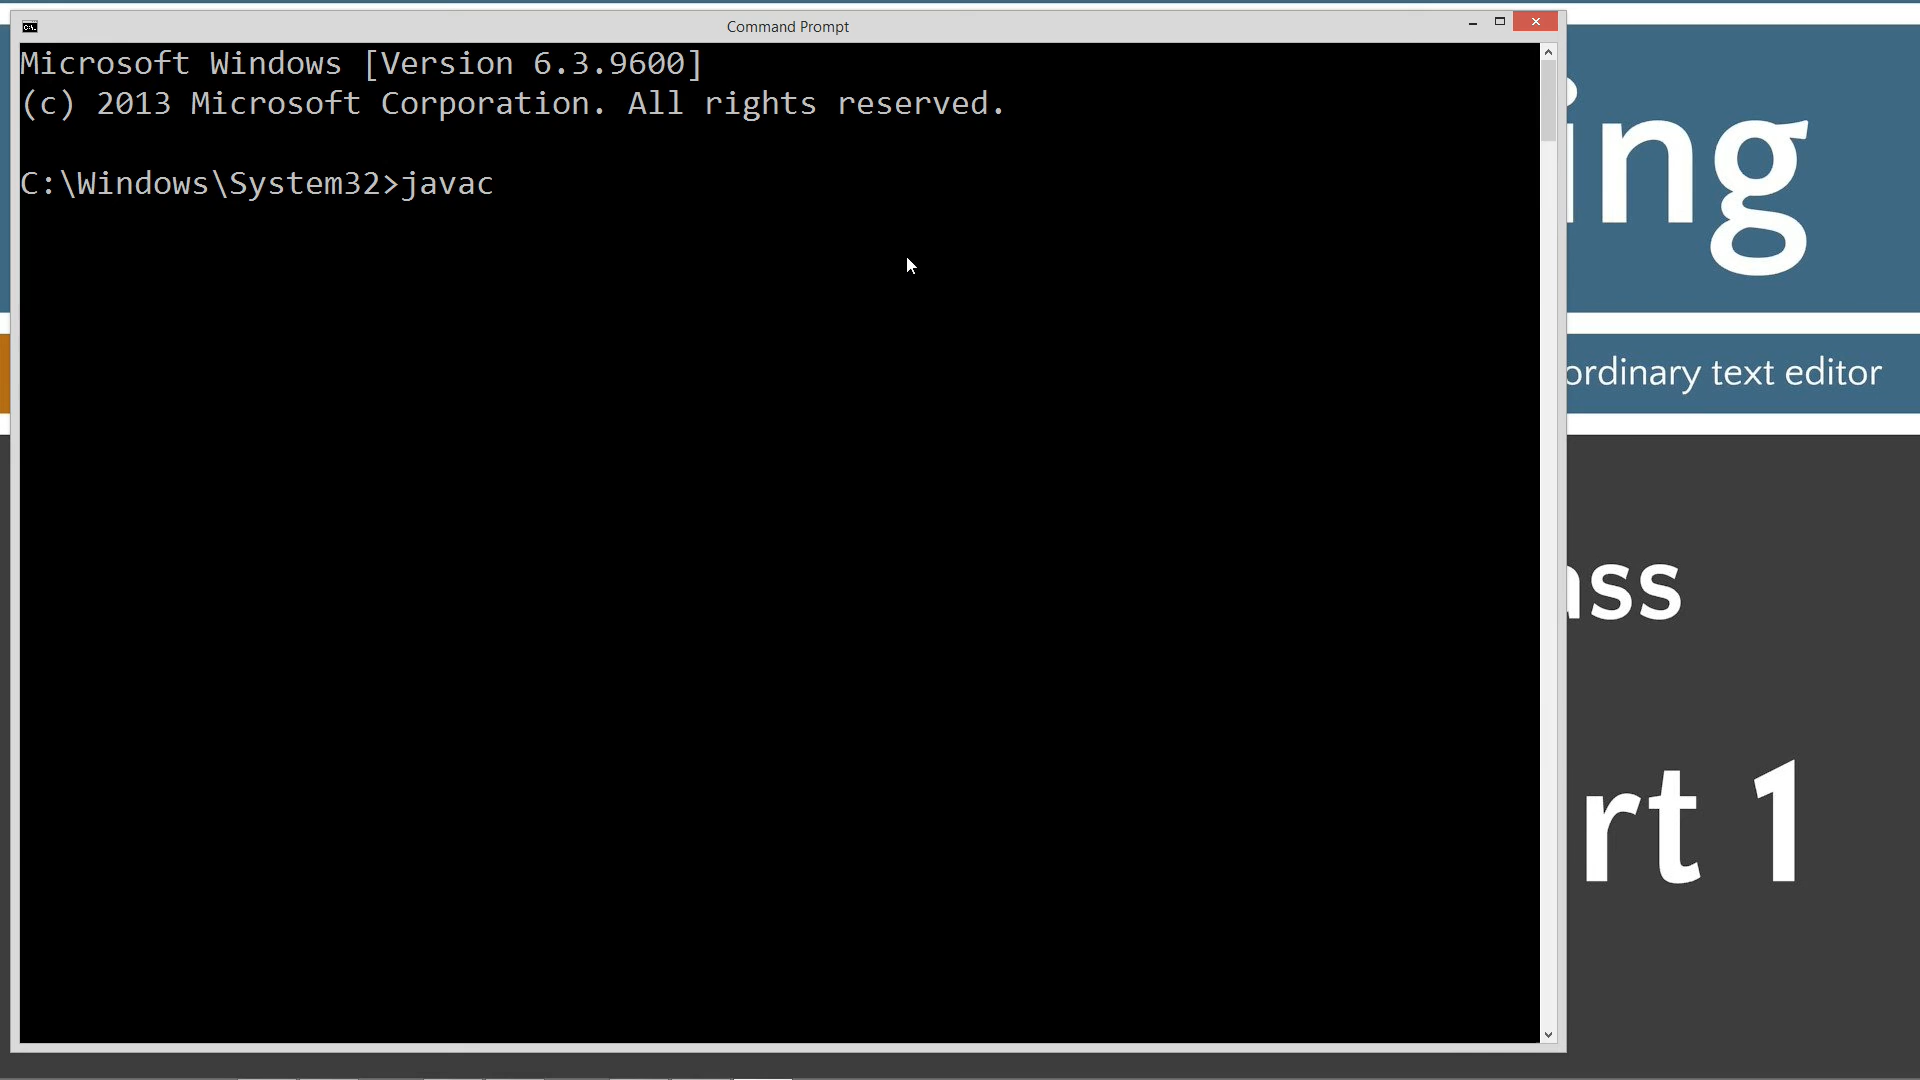 Command Prompt
Microsoft Windows [Version 6.3.9600]
(c) 2013 Microsoft Corporation. All rights reserved.
C:\Windows\System32>javac
ing
ordinary text editor
ass
rt 1